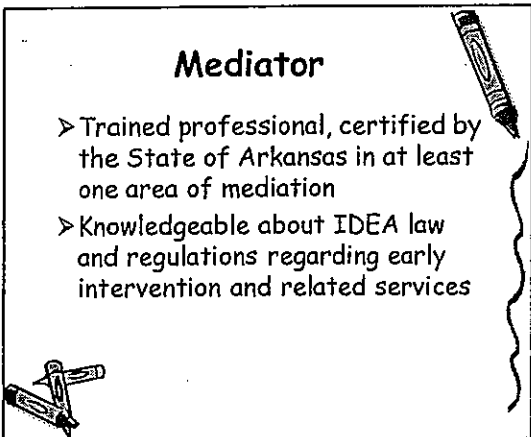 Mediator
➢Trained professional, certified by
the State of Arkansas in at least
one area of mediation
➢Knowledgeable about IDEA law
and regulations regarding early
intervention and related services